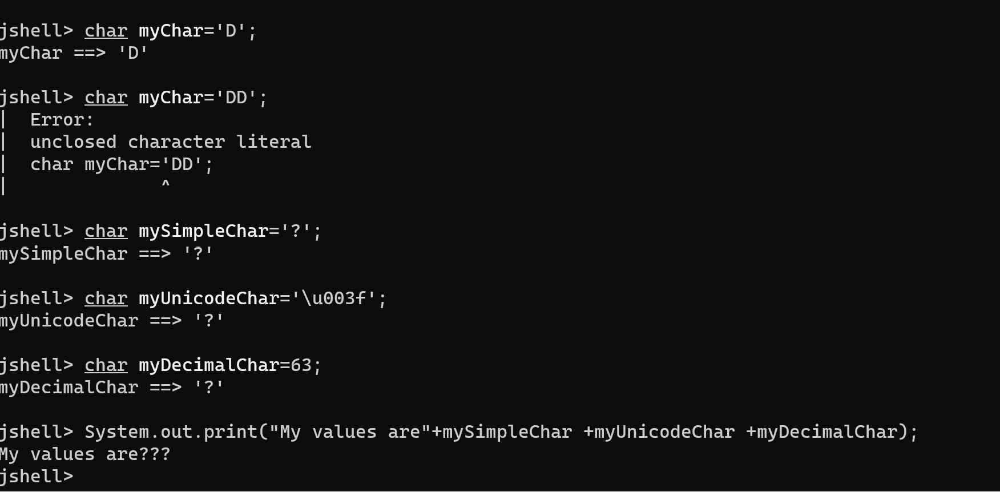 jshell> char myChar='D';
myChar ==> 'D'
jshell> char myChar='DD';
|  Error:
|  unclosed character literal
|  char myChar='DD';
|              ^
jshell> char mySimpleChar='?';
mySimpleChar ==> '?'
jshell> char myUnicodeChar='\u003f';
myUnicodeChar ==> '?'
jshell> char myDecimalChar=63;
myDecimalChar ==> '?'
jshell> System.out.print("My values are"+mySimpleChar +myUnicodeChar +myDecimalChar);
My values are???
jshell>